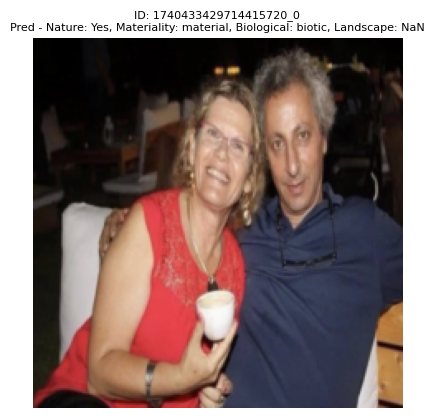 ID: 1740433429714415720_0
Pred - Nature: Yes, Materiality: material, Biological: biotic, Landscape: NaN